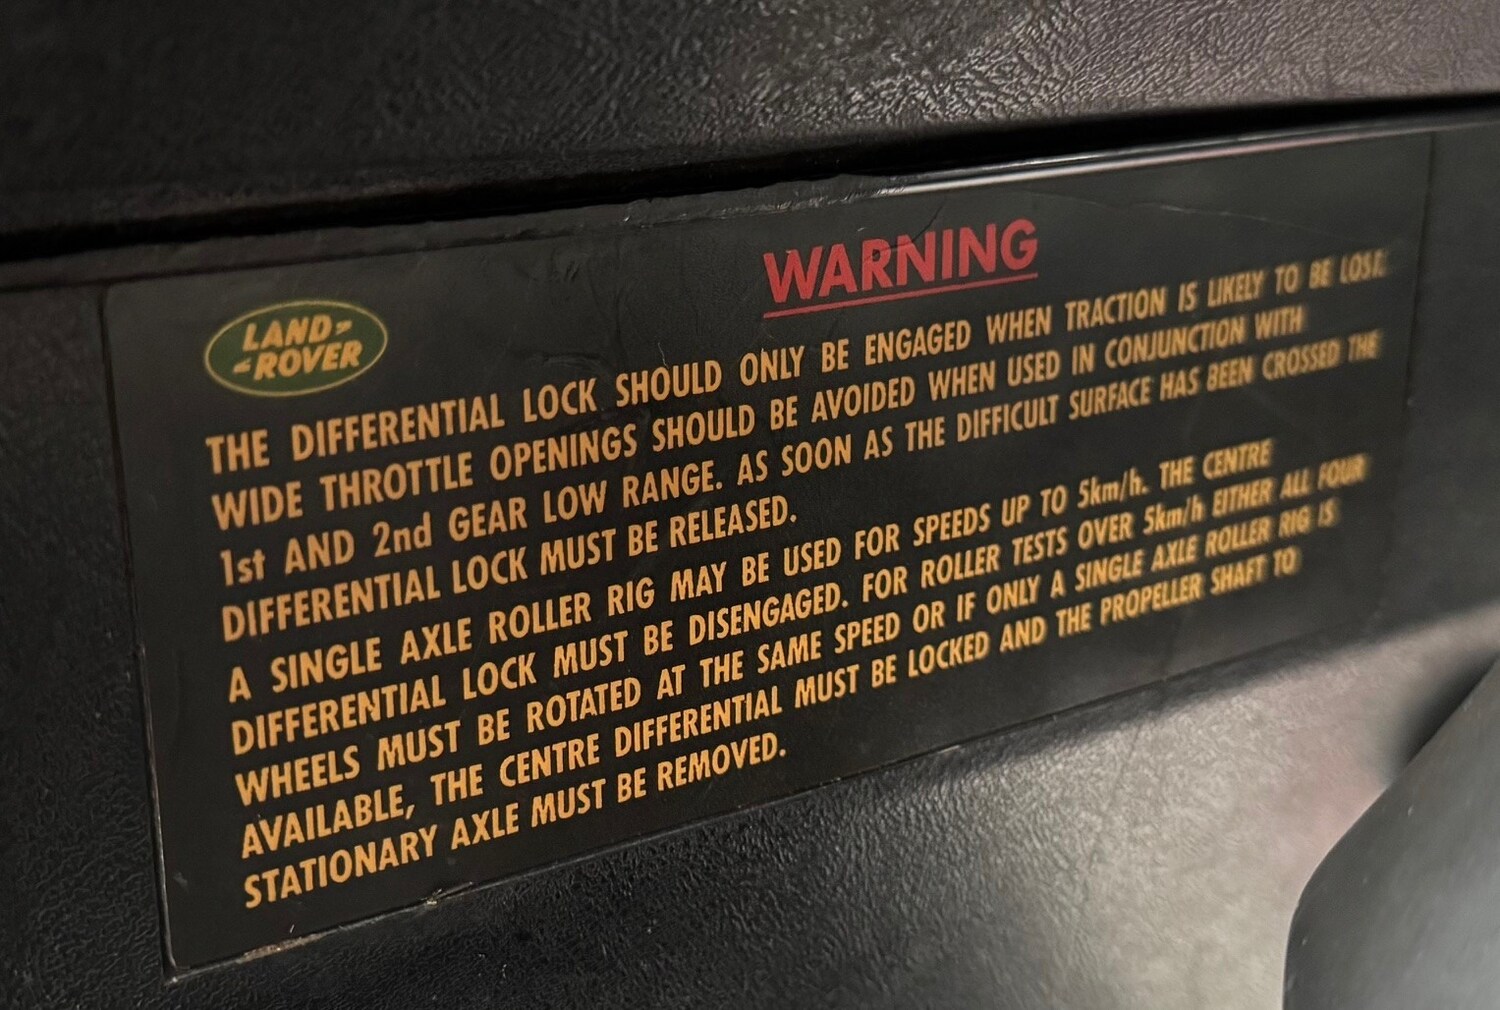 WARNING
LAND-
-ROVER
THE DIFFERENTIAL LOCK SHOULD ONLY BE ENGAGED WHEN TRACTION IS LIKELY TO BE LOST.
WIDE THROTTLE OPENINGS SHOULD BE AVOIDED WHEN USED IN CONJUNCTION WITH
1st AND 2nd GEAR LOW RANGE. AS SOON AS THE DIFFICULT SURFACE HAS BEEN CROSSED THE
DIFFERENTIAL LOCK MUST BE RELEASED.
A SINGLE AXLE ROLLER RIG MAY BE USED FOR SPEEDS UP TO 5km/h. THE CENTRE
DIFFERENTIAL LOCK MUST BE DISENGAGED. FOR ROLLER TESTS OVER 5km/h EITHER ALL FOUR
WHEELS MUST BE ROTATED AT THE SAME SPEED OR IF ONLY A SINGLE AXLE ROLLER RIG IS
AVAILABLE, THE CENTRE DIFFERENTIAL MUST BE LOCKED AND THE PROPELLER SHAFT TO
STATIONARY AXLE MUST BE REMOVED.